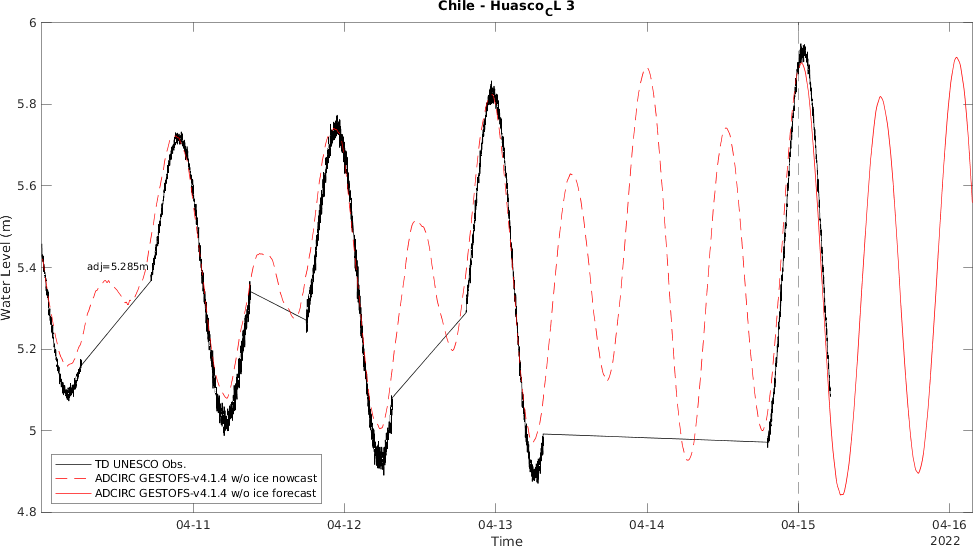 Chile - Huasco_CL 3
6
5.8
5.6
5.4
5.2
5
4.8
Water Level (m)
adj=5.285m
TD UNESCO Obs.
ADCIRC GESTOFS-v4.1.4 w/o ice nowcast
ADCIRC GESTOFS-v4.1.4 w/o ice forecast
04-11
04-12
04-13
04-14
04-15
04-16
Time
2022